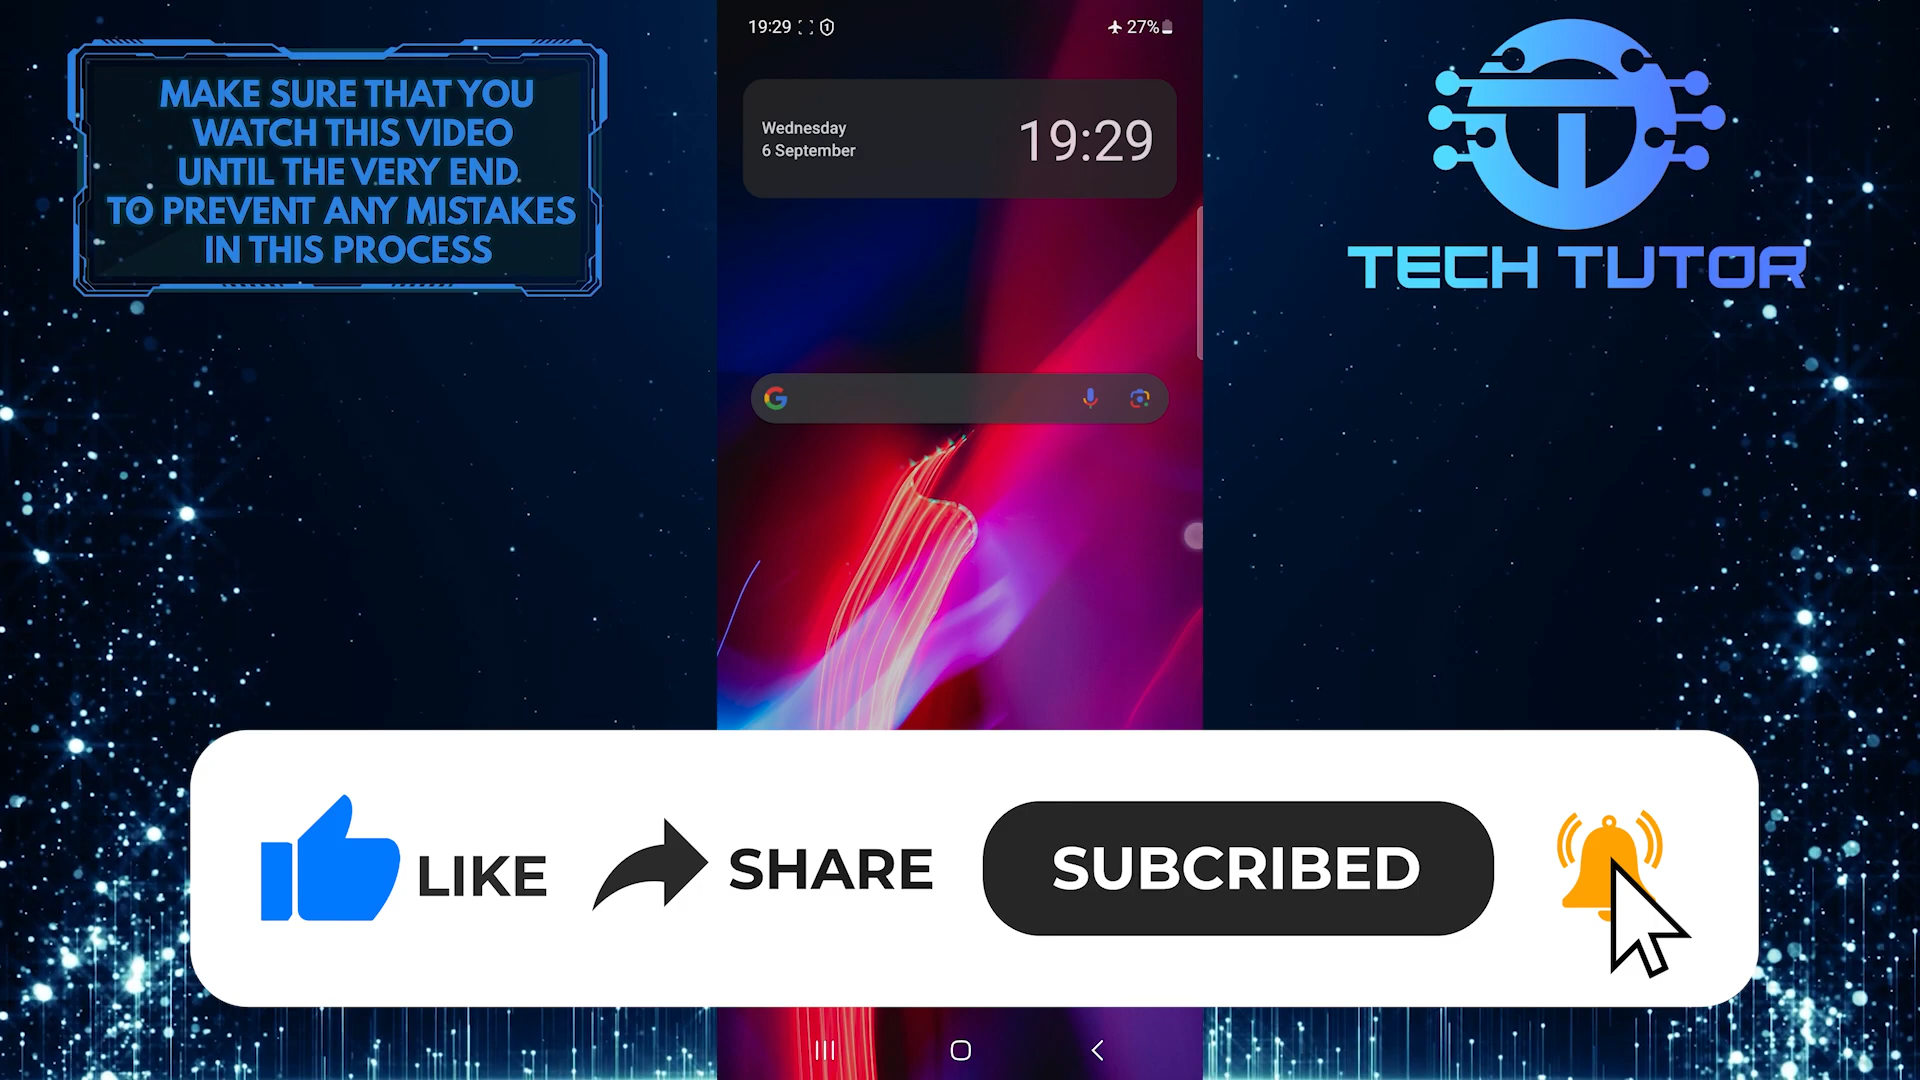 MAKE SURE THAT YOU
WATCH THIS VIDEO
UNTIL THE VERY END
TO PREVENT ANY MISTAKES
IN THIS PROCESS
19:29
27%
Wednesday
6 September
19:29
TECH TUTOR
LIKE
SHARE
SUBCRIBED